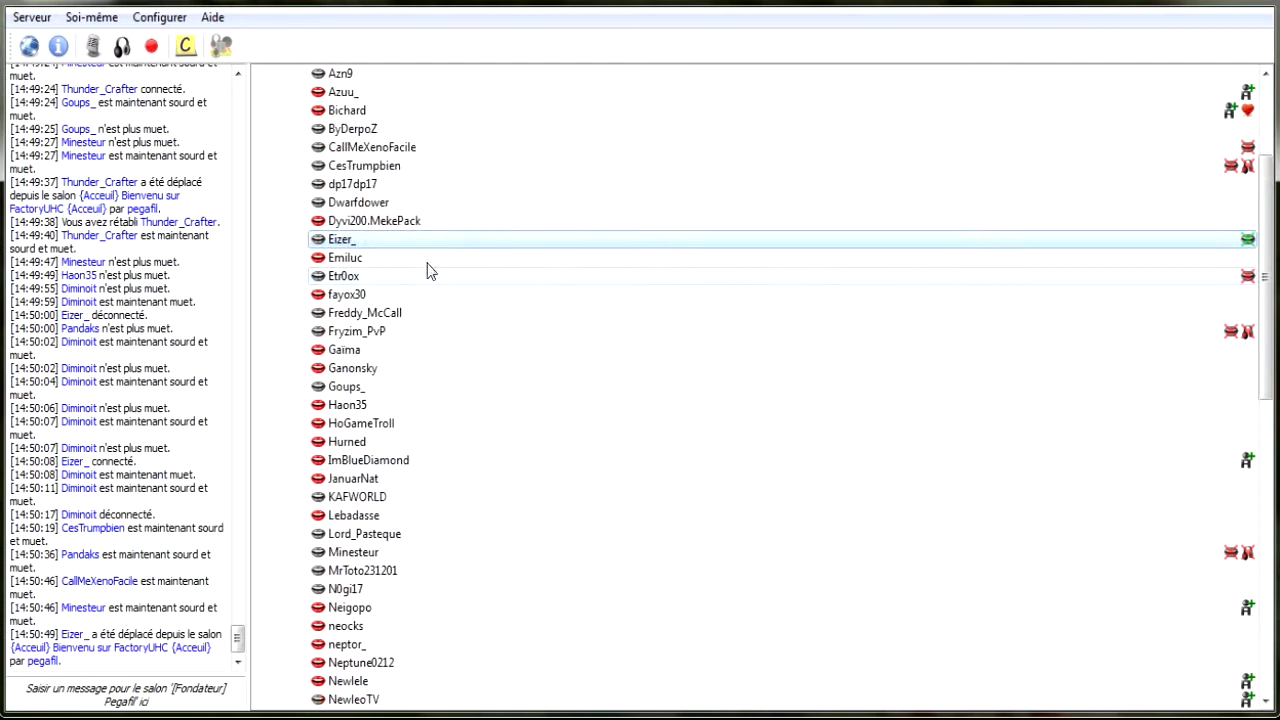 Serveur Soi-même Configurer Aide
C
[14:49:24] Minesteur est maintenant sourd et
muet.
[14:49:24] Thunder_Crafter connecté.
[14:49:24] Goups_ est maintenant sourd et
muet.
[14:49:25] Goups_ n'est plus muet.
[14:49:27] Minesteur n'est plus muet.
[14:49:27] Minesteur est maintenant sourd et
muet.
[14:49:37] Thunder_Crafter a été déplacé
depuis le salon {Acceuil} Bienvenu sur
FactoryUHC {Acceuil} par pegafil.
[14:49:38] Vous avez rétabli Thunder_Crafter.
[14:49:40] Thunder_Crafter est maintenant
sourd et muet.
[14:49:47] Minesteur n'est plus muet.
[14:49:49] Haon35 n'est plus muet.
[14:49:55] Diminoit n'est plus muet.
[14:49:59] Diminoit est maintenant muet.
[14:50:00] Eizer_ déconnecté.
[14:50:00] Pandaks n'est plus muet.
[14:50:02] Diminoit est maintenant sourd et
muet.
[14:50:02] Diminoit n'est plus muet.
[14:50:04] Diminoit est maintenant sourd et
muet.
[14:50:06] Diminoit n'est plus muet.
[14:50:07] Diminoit est maintenant sourd et
muet.
[14:50:07] Diminoit n'est plus muet.
[14:50:08] Eizer_ connecté.
[14:50:08] Diminoit est maintenant muet.
[14:50:11] Diminoit est maintenant sourd et
muet.
[14:50:17] Diminoit déconnecté.
[14:50:19] CesTrumpbien est maintenant sourd
et muet.
[14:50:36] Pandaks est maintenant sourd et
muet.
[14:50:46] CallMeXenoFacile est maintenant
muet.
[14:50:46] Minesteur est maintenant sourd et
muet.
[14:50:49] Eizer_ a été déplacé depuis le salon
{Acceuil} Bienvenu sur FactoryUHC {Acceuil}
par pegafil.
Saisir un message pour le salon '[Fondateur]
Pegafil' ici
Azn9
Azuu_
Bichard
ByDerpoZ
CallMeXenoFacile
CesTrumpbien
dp17dp17
Dwarfdower
Dyvi200.MekePack
Eizer_
Emiluc
Etr0ox
fayox30
Freddy_McCall
Fryzim_PvP
Gaïma
Ganonsky
Goups_
Haon35
HoGameTroll
Hurned
ImBlueDiamond
JanuarNat
KAFWORLD
Lebadasse
Lord_Pasteque
Minesteur
MrToto231201
N0gi17
Neigopo
neocks
neptor_
Neptune0212
Newlele
NewleoTV